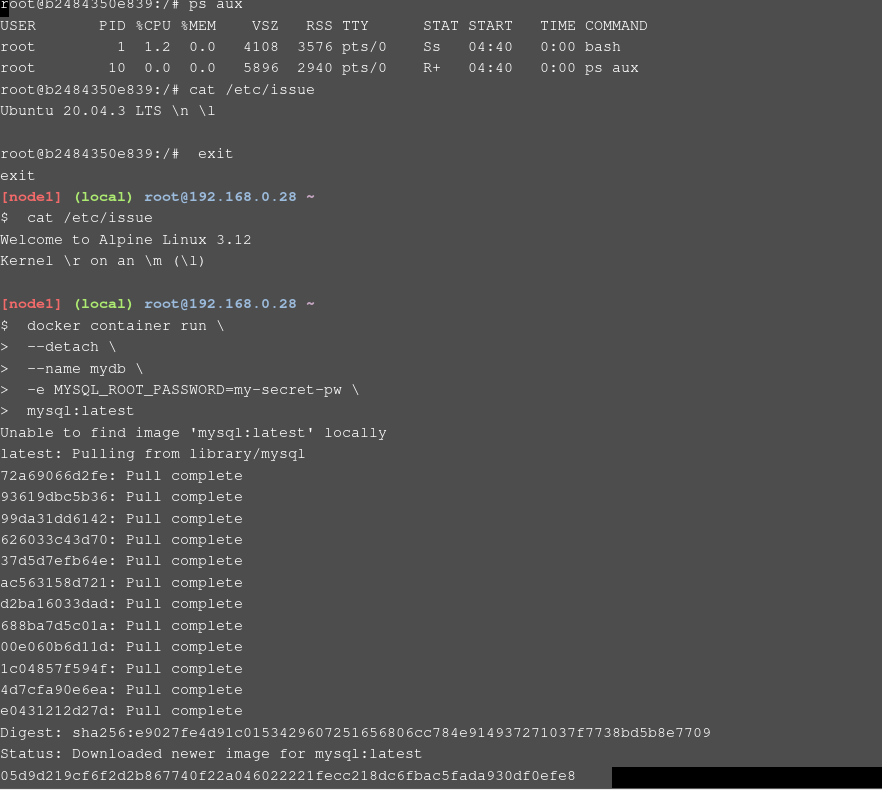 root@b2484350e839:/# ps aux
USER       PID %CPU %MEM    VSZ   RSS TTY      STAT START   TIME COMMAND
root         1  1.2  0.0   4108  3576 pts/0    Ss   04:40   0:00 bash
root        10  0.0  0.0   5896  2940 pts/0    R+   04:40   0:00 ps aux
root@b2484350e839:/# cat /etc/issue
Ubuntu 20.04.3 LTS \n \l
root@b2484350e839:/#  exit
exit
[node1] (local) root@192.168.0.28 ~
$  cat /etc/issue
Welcome to Alpine Linux 3.12
Kernel \r on an \m (\l)
[node1] (local) root@192.168.0.28 ~
$  docker container run \
>  --detach \
>  --name mydb \
>  -e MYSQL_ROOT_PASSWORD=my-secret-pw \
>  mysql:latest
Unable to find image 'mysql:latest' locally
latest: Pulling from library/mysql
72a69066d2fe: Pull complete
93619dbc5b36: Pull complete
99da31dd6142: Pull complete
626033c43d70: Pull complete
37d5d7efb64e: Pull complete
ac563158d721: Pull complete
d2ba16033dad: Pull complete
688ba7d5c01a: Pull complete
00e060b6d11d: Pull complete
1c04857f594f: Pull complete
4d7cfa90e6ea: Pull complete
e0431212d27d: Pull complete
Digest: sha256:e9027fe4d91c0153429607251656806cc784e914937271037f7738bd5b8e7709
Status: Downloaded newer image for mysql:latest
05d9d219cf6f2d2b867740f22a046022221fecc218dc6fbac5fada930df0efe8